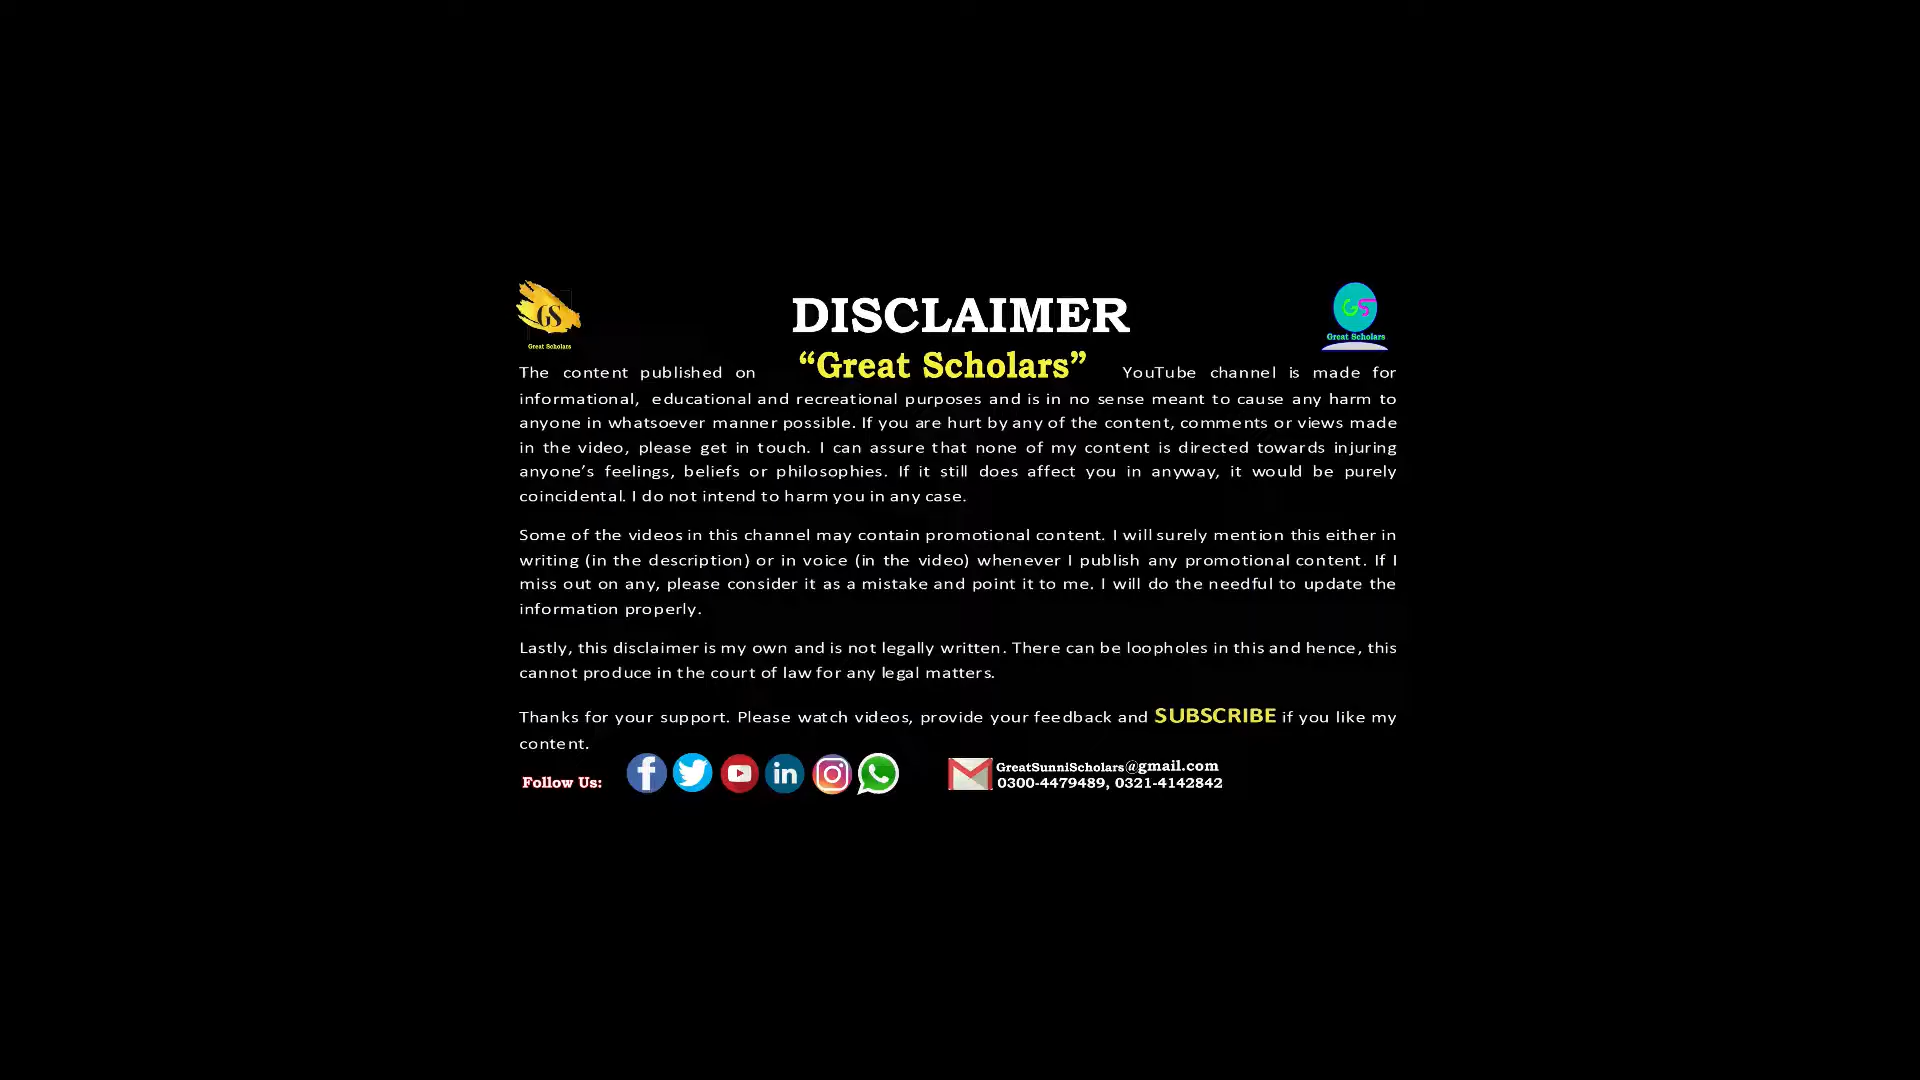 GS
Great Scholars
DISCLAIMER
GS
Great Scholars
The content published on “Great Scholars” YouTube channel is made for
informational, educational and recreational purposes and is in no sense meant to cause any harm to
anyone in whatsoever manner possible. If you are hurt by any of the content, comments or views made
in the video, please get in touch. I can assure that none of my content is directed towards injuring
anyone’s feelings, beliefs or philosophies. If it still does affect you in anyway, it would be purely
coincidental. I do not intend to harm you in any case.
Some of the videos in this channel may contain promotional content. I will surely mention this either in
writing (in the description) or in voice (in the video) whenever I publish any promotional content. If I
miss out on any, please consider it as a mistake and point it to me. I will do the needful to update the
information properly.
Lastly, this disclaimer is my own and is not legally written. There can be loopholes in this and hence, this
cannot produce in the court of law for any legal matters.
Thanks for your support. Please watch videos, provide your feedback and SUBSCRIBE if you like my
content.
Follow Us:
GreatSunniScholars@gmail.com
0300-4479489, 0321-4142842